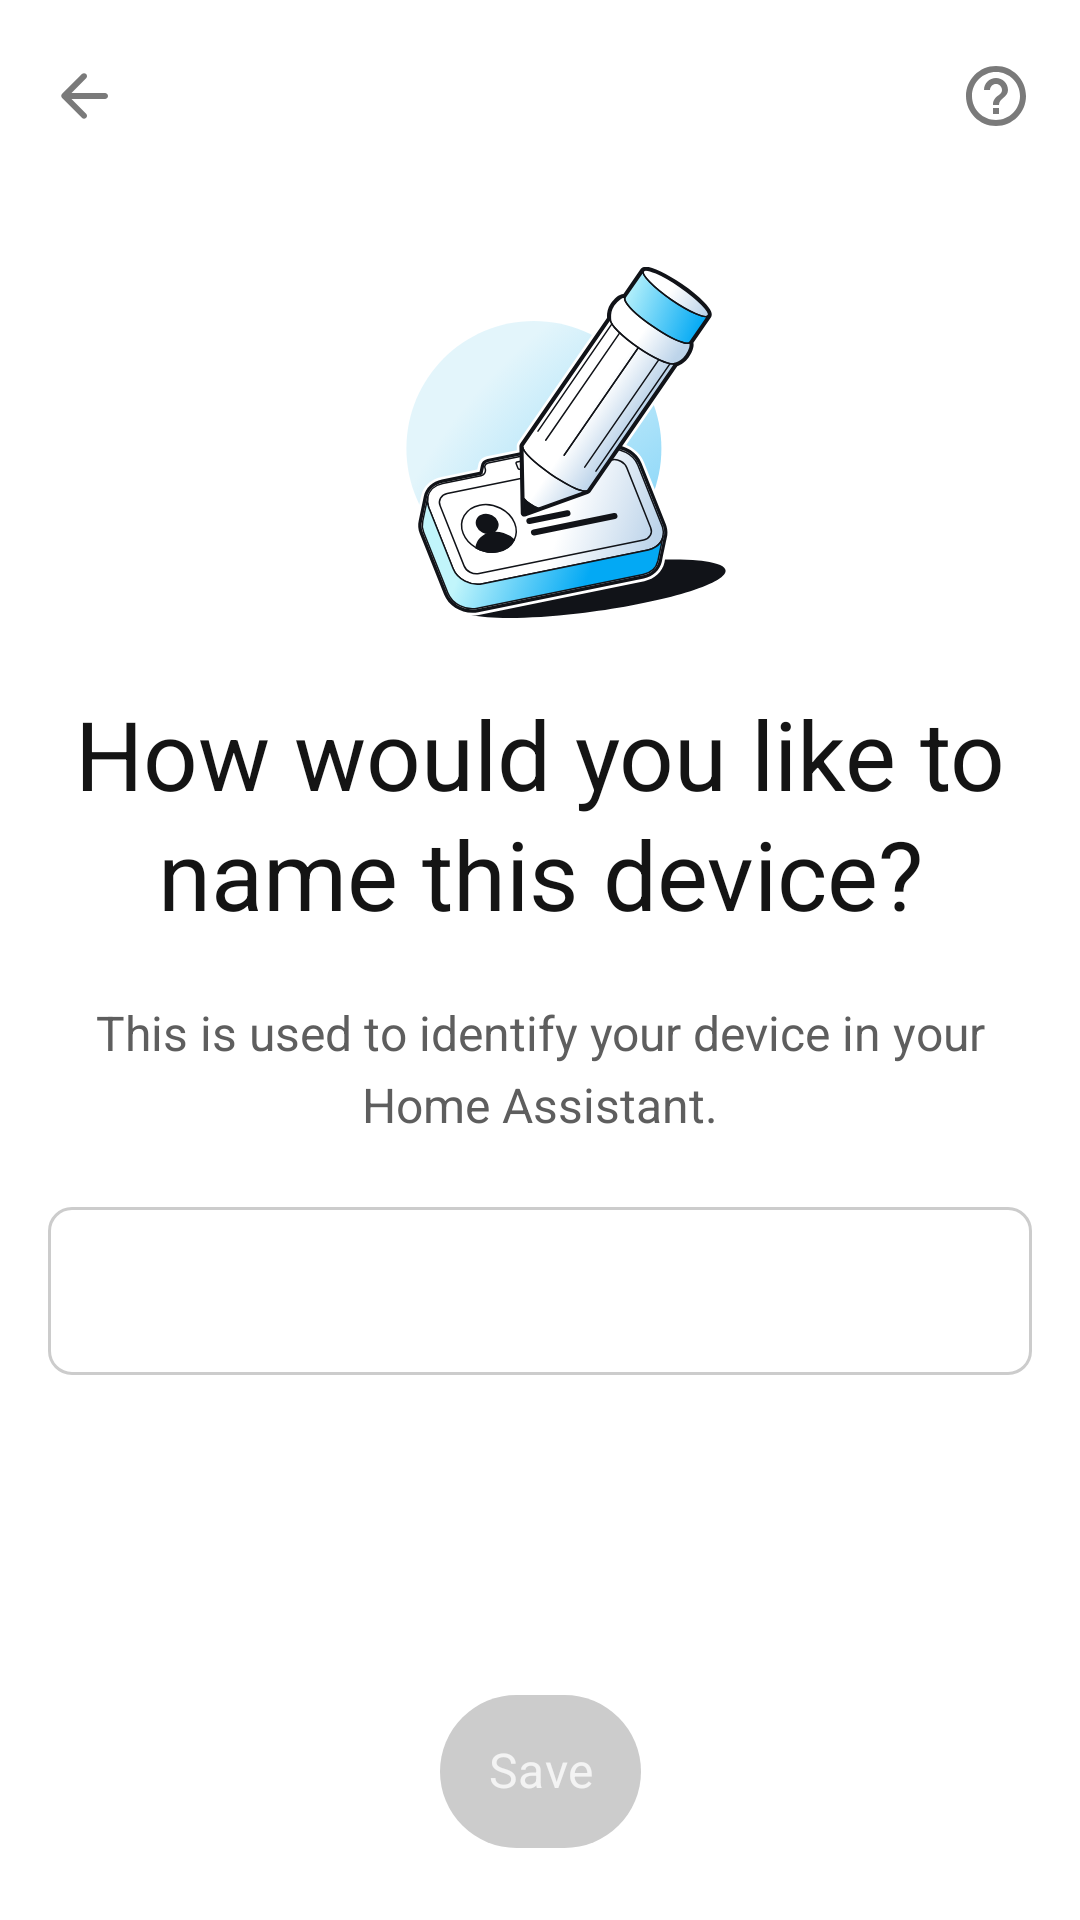 How would you like to
name this device?
This is used to identify your device in your
Home Assistant.
Save